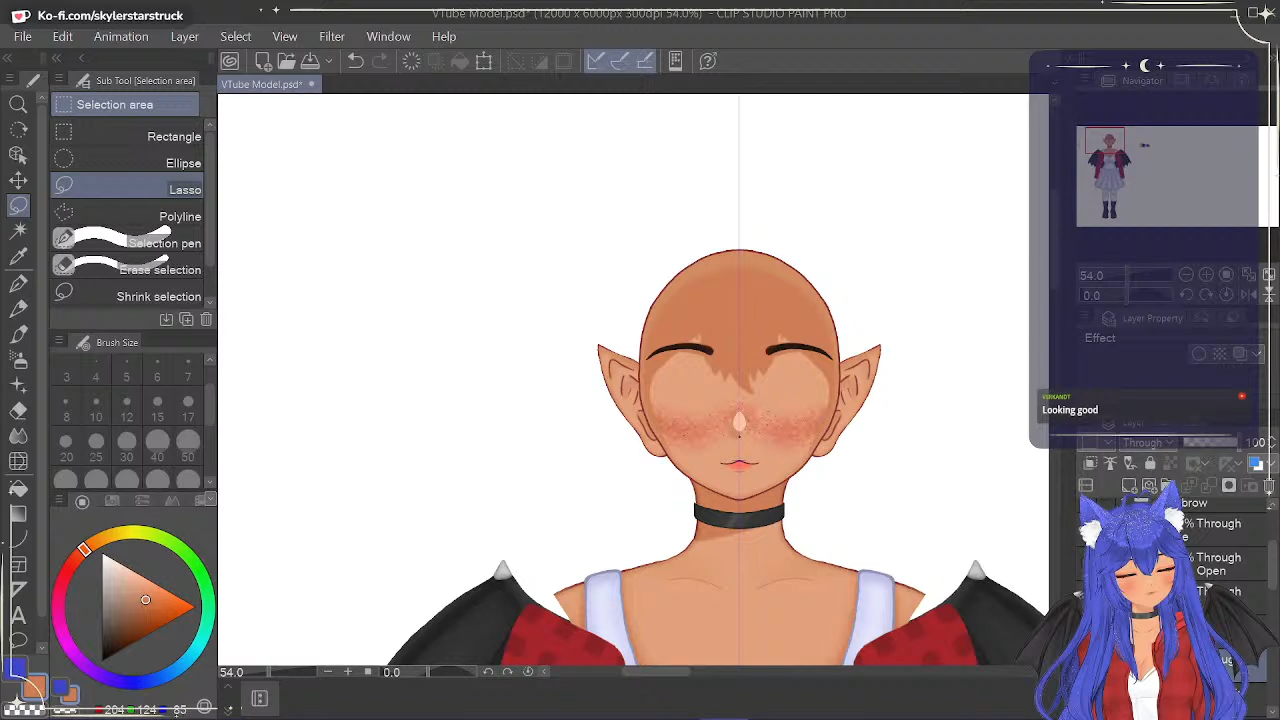 Ko-fi.com/skylerstarstruck
VTube Model.psd* (12000 x 6000px 300dpi 54.0%) - CLIP STUDIO PAINT PRO
File Edit Animation Layer Select View Filter Window Help
Sub Tool [Selection area]
VTube Model.psd*
Navigator
Selection area
Rectangle
Ellipse
Lasso
Polyline
Selection pen
Erase selection
Shrink selection
54.0
0.0
Layer Property
Effect
Brush Size
3 4 5 6 7
8 10 12 15 17
20 25 30 40 50
VERKANDT
Looking good
Through 100
brow
% Through
% Through
Open
54.0 0.0
204 124 85